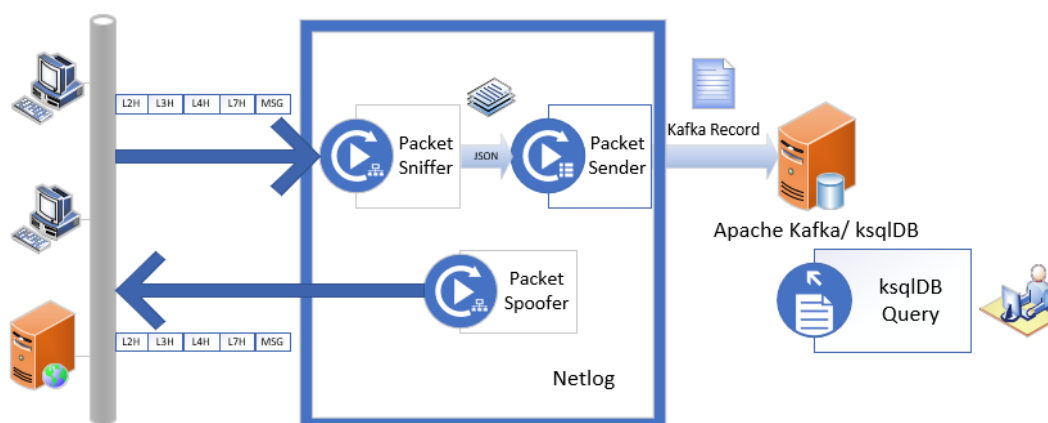 L2H L3H L4H L7H MSG
Packet
Sniffer
JSON
Packet
Sender
Kafka Record
Apache Kafka/ ksqlDB
Packet
Spoofer
ksqlDB
Query
L2H L3H L4H L7H MSG
Netlog